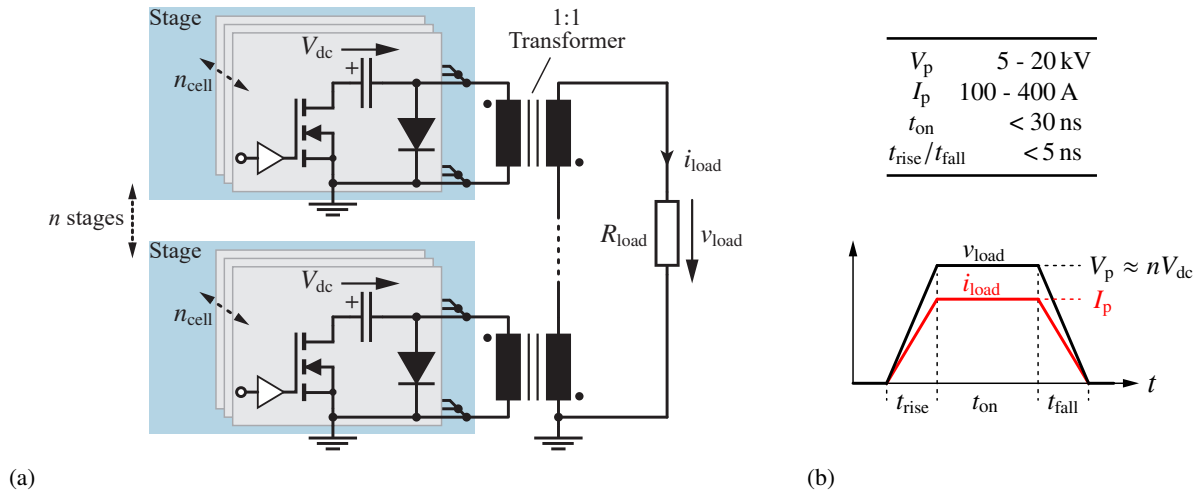 Stage
V_dc
+
n_cell
1:1
Transformer
i_load
R_load
v_load
n stages
Stage
V_dc
+
n_cell
(a)
V_p 5 - 20 kV
I_p 100 - 400 A
t_on < 30 ns
t_rise/t_fall < 5 ns
v_load
V_p ≈ nV_dc
i_load
I_p
t
t_rise t_on t_fall
(b)